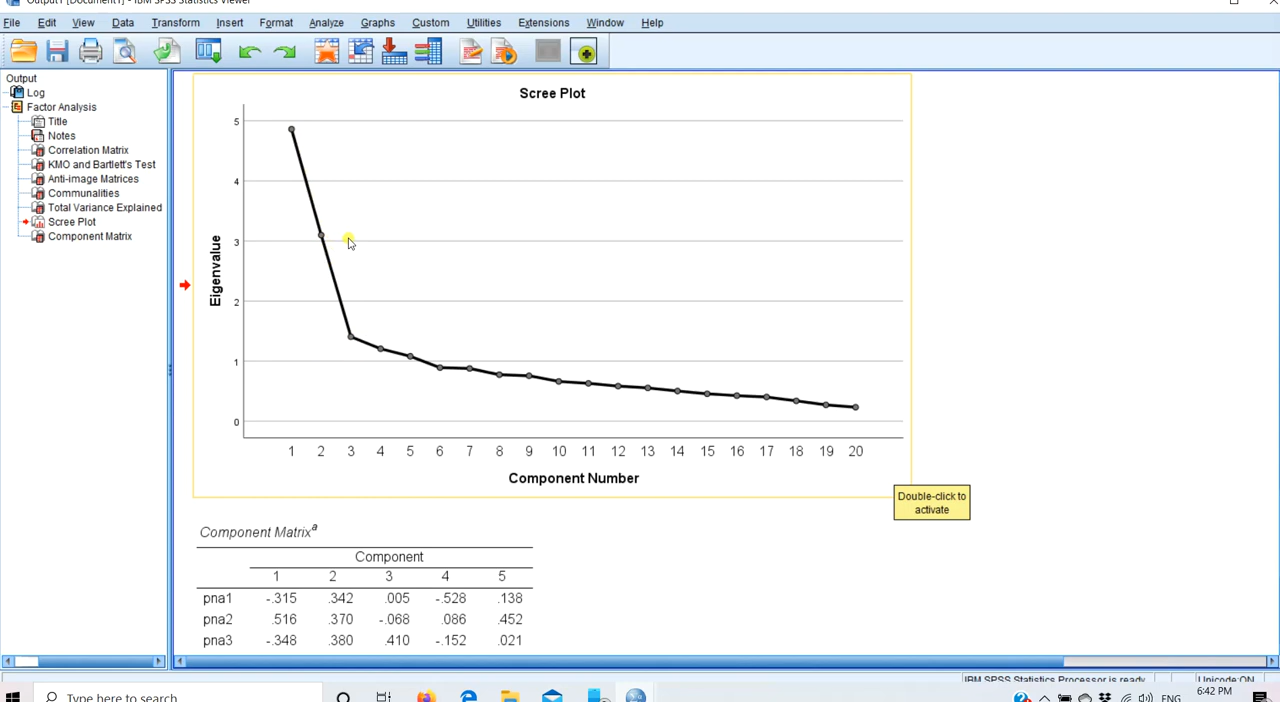 Output1 [Document1] - IBM SPSS Statistics Viewer
File Edit View Data Transform Insert Format Analyze Graphs Custom Utilities Extensions Window Help
Output
Log
Factor Analysis
Title
Notes
Correlation Matrix
KMO and Bartlett's Test
Anti-image Matrices
Communalities
Total Variance Explained
Scree Plot
Component Matrix
Scree Plot
5
4
3
2
1
0
Eigenvalue
1 2 3 4 5 6 7 8 9 10 11 12 13 14 15 16 17 18 19 20
Component Number
Double-click to
activate
Component Matrixa
Component
1 2 3 4 5
pna1 -.315 .342 .005 -.528 .138
pna2 .516 .370 -.068 .086 .452
pna3 -.348 .380 .410 -.152 .021
IBM SPSS Statistics Processor is ready Unicode:ON
Type here to search
ENG
6:42 PM